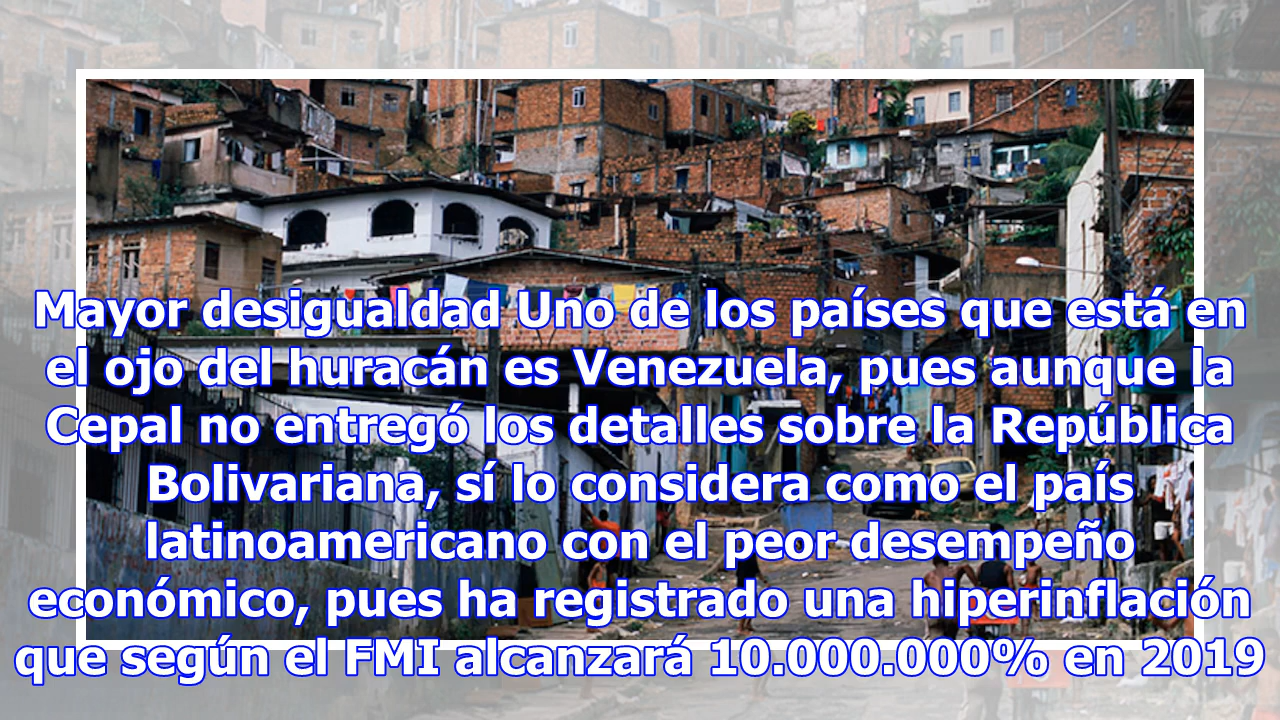 Mayor desigualdad Uno de los países que está en
el ojo del huracán es Venezuela, pues aunque la
Cepal no entregó los detalles sobre la República
Bolivariana, sí lo considera como el país
latinoamericano con el peor desempeño
económico, pues ha registrado una hiperinflación
que según el FMI alcanzará 10.000.000% en 2019